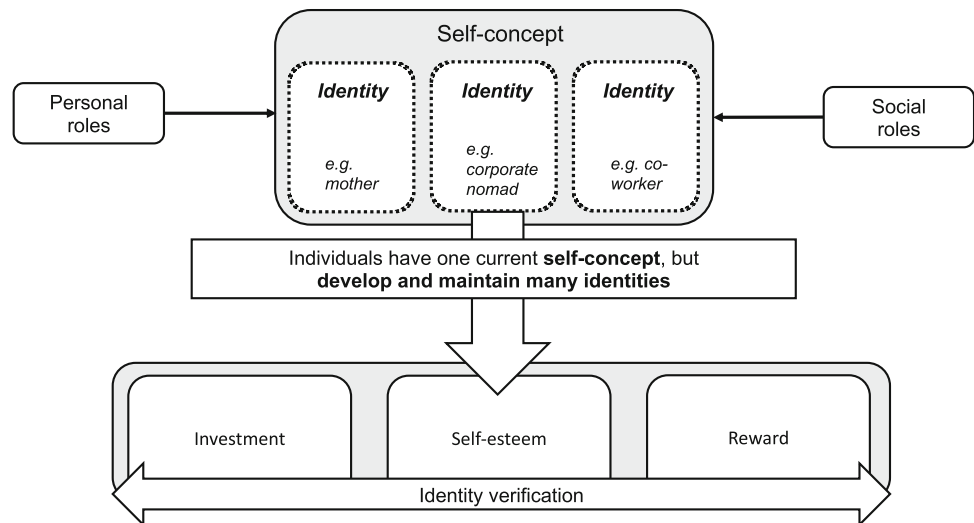 Self-concept
Personal
roles
Identity
e.g.
mother
Identity
e.g.
corporate
nomad
Identity
e.g. co-
worker
Social
roles
Individuals have one current self-concept, but
develop and maintain many identities
Investment
Self-esteem
Reward
Identity verification